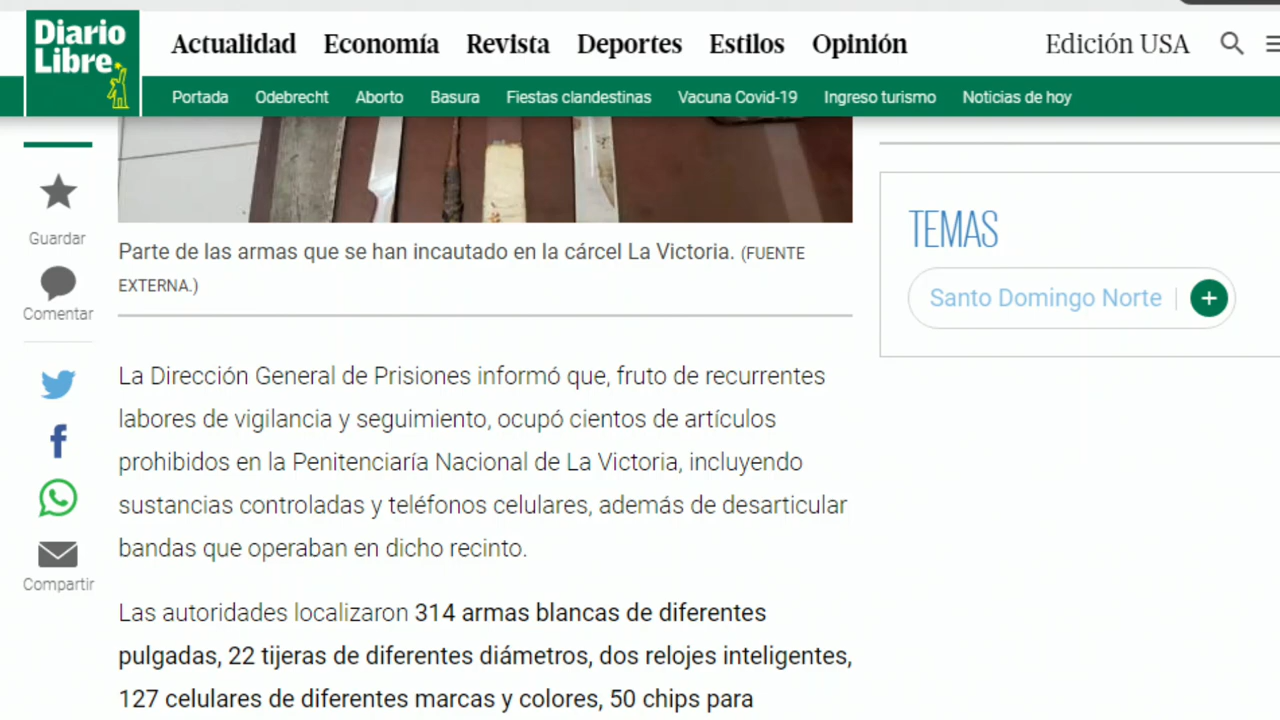 Diario
Libre
Actualidad Economía Revista Deportes Estilos Opinión Edición USA
Portada Odebrecht Aborto Basura Fiestas clandestinas Vacuna Covid-19 Ingreso turismo Noticias de hoy
Guardar
Comentar
Compartir
Parte de las armas que se han incautado en la cárcel La Victoria. (FUENTE
EXTERNA.)
La Dirección General de Prisiones informó que, fruto de recurrentes
labores de vigilancia y seguimiento, ocupó cientos de artículos
prohibidos en la Penitenciaría Nacional de La Victoria, incluyendo
sustancias controladas y teléfonos celulares, además de desarticular
bandas que operaban en dicho recinto.
Las autoridades localizaron 314 armas blancas de diferentes
pulgadas, 22 tijeras de diferentes diámetros, dos relojes inteligentes,
127 celulares de diferentes marcas y colores, 50 chips para
TEMAS
Santo Domingo Norte